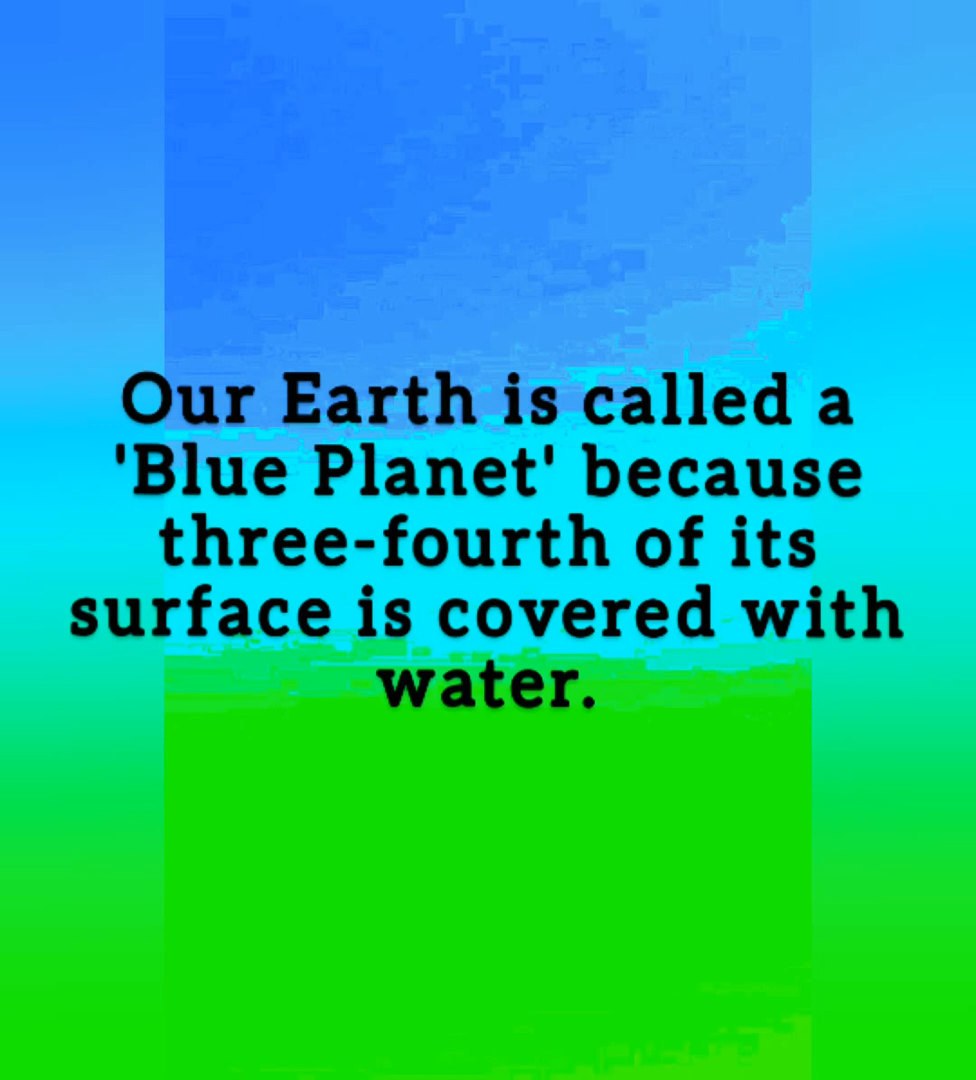 Our Earth is called a
'Blue Planet' because
three-fourth of its
surface is covered with
water.